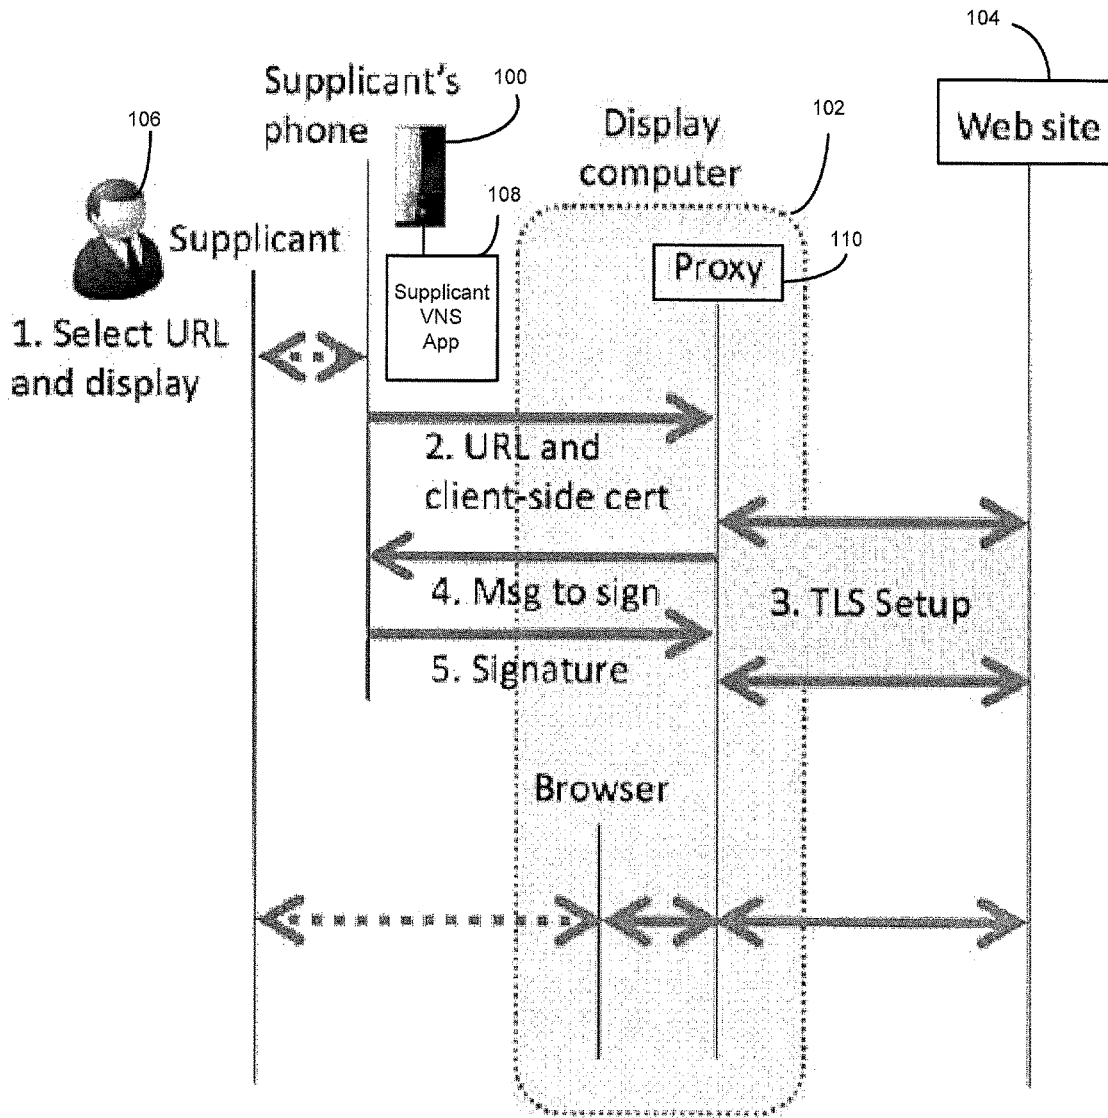 104
Supplicant's
phone
100
Web site
106
Display
computer
102
108
Supplicant
Proxy
110
Supplicant
VNS
App
1. Select URL
and display
2. URL and
client-side cert
4. Msg to sign
3. TLS Setup
5. Signature
Browser